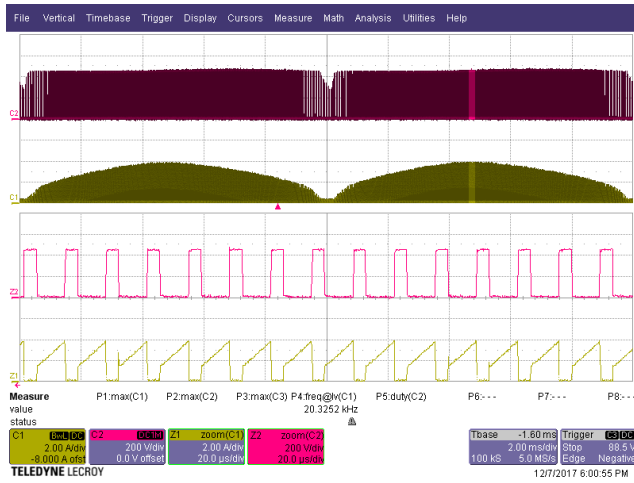 File Vertical Timebase Trigger Display Cursors Measure Math Analysis Utilities Help
C2
C1
Z3
Z1
Measure P1:max(C1) P2:max(C2) P3:max(C3) P4:freq@lv(C1) P5:duty(C2) P6:- - - P7:- - - P8:- - -
value 20.3252 kHz
status
C1 BwL DC C2 DC1M Z1 zoom(C1) Z2 zoom(C2) Tbase -1.60 ms Trigger C3 DC
2.00 A/div 200 V/div 2.00 A/div 200 V/div 2.00 ms/div Stop 88.5 V
-8.000 A ofst 0.0 V offset 20.0 µs/div 20.0 µs/div 100 kS 5.0 MS/s Edge Negative
TELEDYNE LECROY 12/7/2017 6:00:55 PM